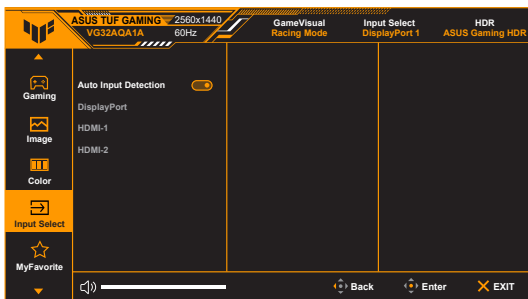 ASUS TUF GAMING 2560x1440
VG32AQA1A 60Hz
GameVisual
Racing Mode
Input Select
DisplayPort 1
HDR
ASUS Gaming HDR
Gaming
Image
Color
Input Select
MyFavorite
Auto Input Detection
DisplayPort
HDMI-1
HDMI-2
Back
Enter
EXIT